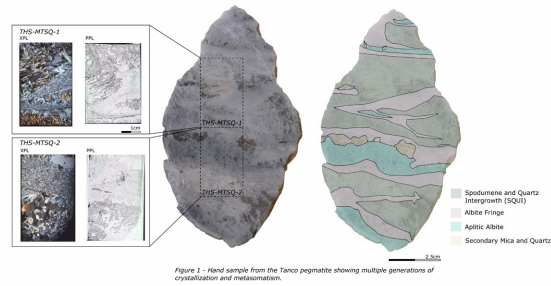 THS-MTSQ-1
XPL PPL
1cm
THS-MTSQ-2
XPL PPL
THS-MTSQ-1
THS-MTSQ-2
Spodumene and Quartz
Intergrowth (SQUI)
Albite Fringe
Aplitic Albite
Secondary Mica and Quartz
2.5cm
Figure 1 - Hand sample from the Tanco pegmatite showing multiple generations of
crystallization and metasomatism.